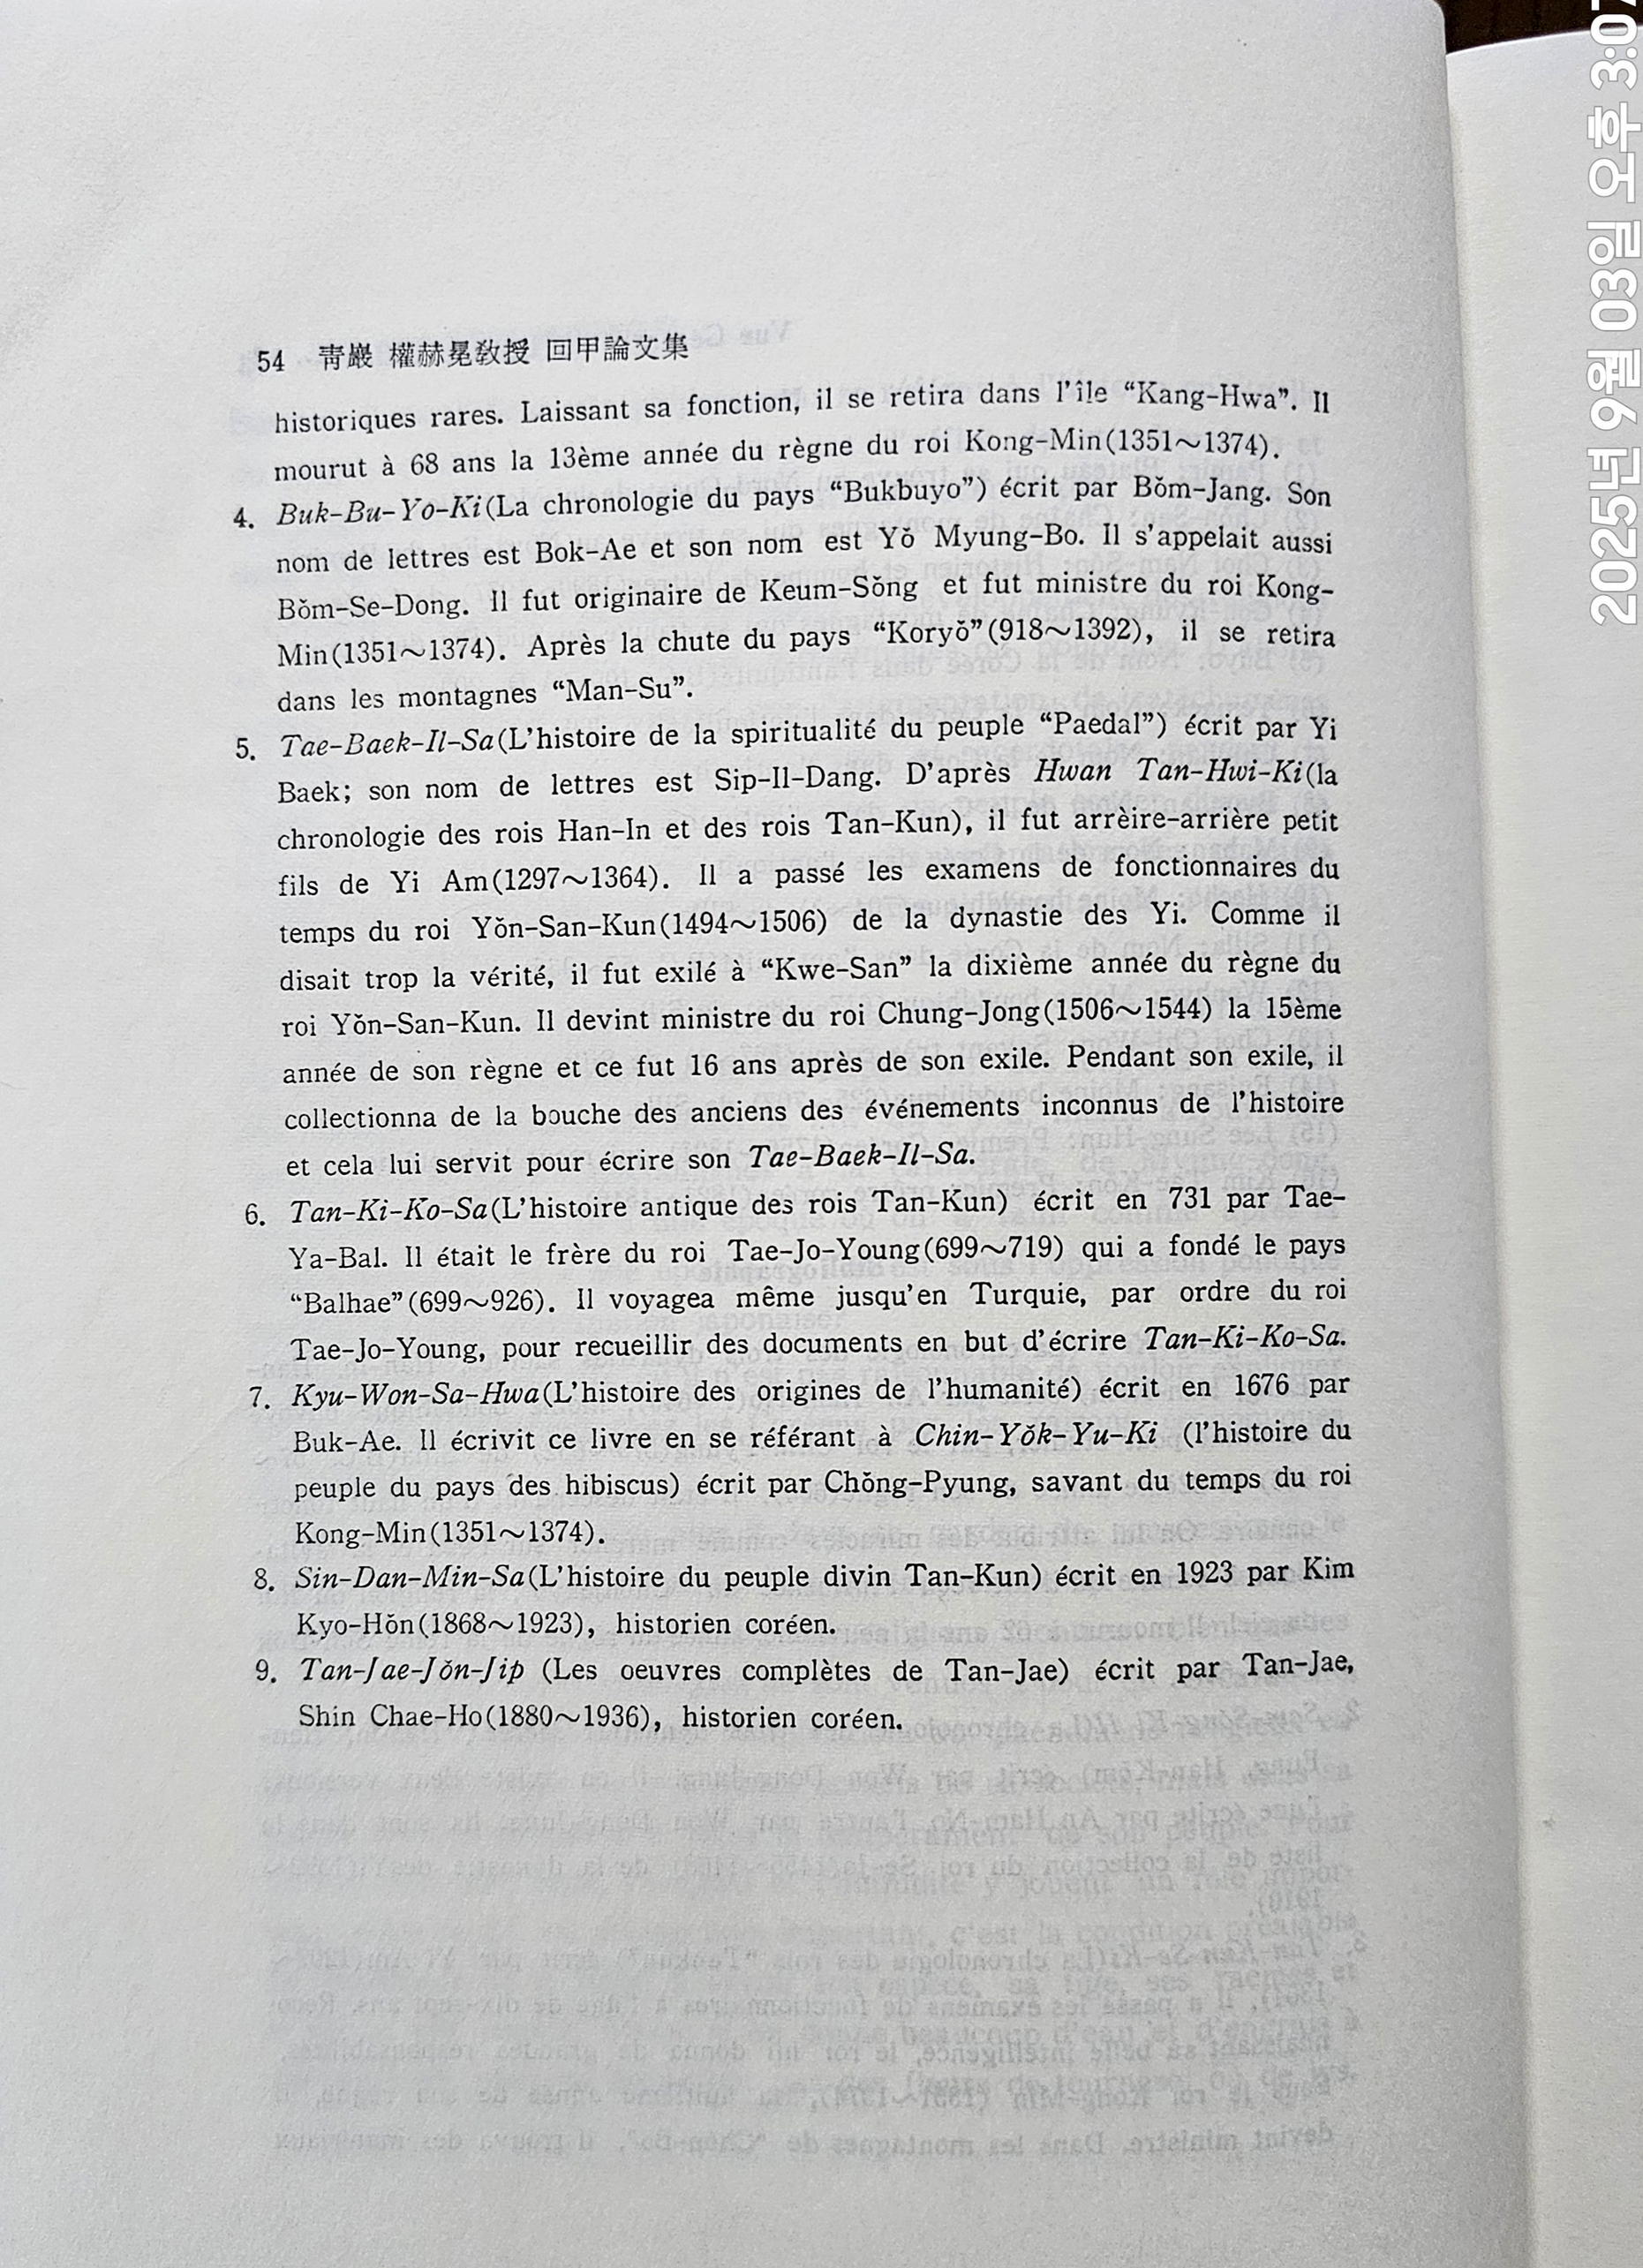 54 靑巖 權赫冕敎授 回甲論文集
historiques rares. Laissant sa fonction, il se retira dans l'île “Kang-Hwa”. Il
mourut à 68 ans la 13ème année du règne du roi Kong-Min(1351～1374).
4. Buk-Bu-Yo-Ki(La chronologie du pays “Bukbuyo”) écrit par Bŏm-Jang. Son
nom de lettres est Bok-Ae et son nom est Yŏ Myung-Bo. Il s'appelait aussi
Bŏm-Se-Dong. Il fut originaire de Keum-Sŏng et fut ministre du roi Kong-
Min(1351～1374). Après la chute du pays “Koryŏ”(918～1392), il se retira
dans les montagnes “Man-Su”.
5. Tae-Baek-Il-Sa(L'histoire de la spiritualité du peuple “Paedal”) écrit par Yi
Baek; son nom de lettres est Sip-Il-Dang. D'après Hwan Tan-Hwi-Ki(la
chronologie des rois Han-In et des rois Tan-Kun), il fut arrèire-arrière petit
fils de Yi Am(1297～1364). Il a passé les examens de fonctionnaires du
temps du roi Yŏn-San-Kun(1494～1506) de la dynastie des Yi. Comme il
disait trop la vérité, il fut exilé à “Kwe-San” la dixième année du règne du
roi Yŏn-San-Kun. Il devint ministre du roi Chung-Jong(1506～1544) la 15ème
année de son règne et ce fut 16 ans après de son exile. Pendant son exile, il
collectionna de la bouche des anciens des événements inconnus de l'histoire
et cela lui servit pour écrire son Tae-Baek-Il-Sa.
6. Tan-Ki-Ko-Sa(L'histoire antique des rois Tan-Kun) écrit en 731 par Tae-
Ya-Bal. Il était le frère du roi Tae-Jo-Young(699～719) qui a fondé le pays
“Balhae”(699～926). Il voyagea même jusqu'en Turquie, par ordre du roi
Tae-Jo-Young, pour recueillir des documents en but d'écrire Tan-Ki-Ko-Sa.
7. Kyu-Won-Sa-Hwa(L'histoire des origines de l'humanité) écrit en 1676 par
Buk-Ae. Il écrivit ce livre en se référant à Chin-Yŏk-Yu-Ki (l'histoire du
peuple du pays des hibiscus) écrit par Chŏng-Pyung, savant du temps du roi
Kong-Min(1351～1374).
8. Sin-Dan-Min-Sa(L'histoire du peuple divin Tan-Kun) écrit en 1923 par Kim
Kyo-Hŏn(1868～1923), historien coréen.
9. Tan-Jae-Jŏn-Jip (Les oeuvres complètes de Tan-Jae) écrit par Tan-Jae,
Shin Chae-Ho(1880～1936), historien coréen.
2025년 9월 03일 오후 3:07